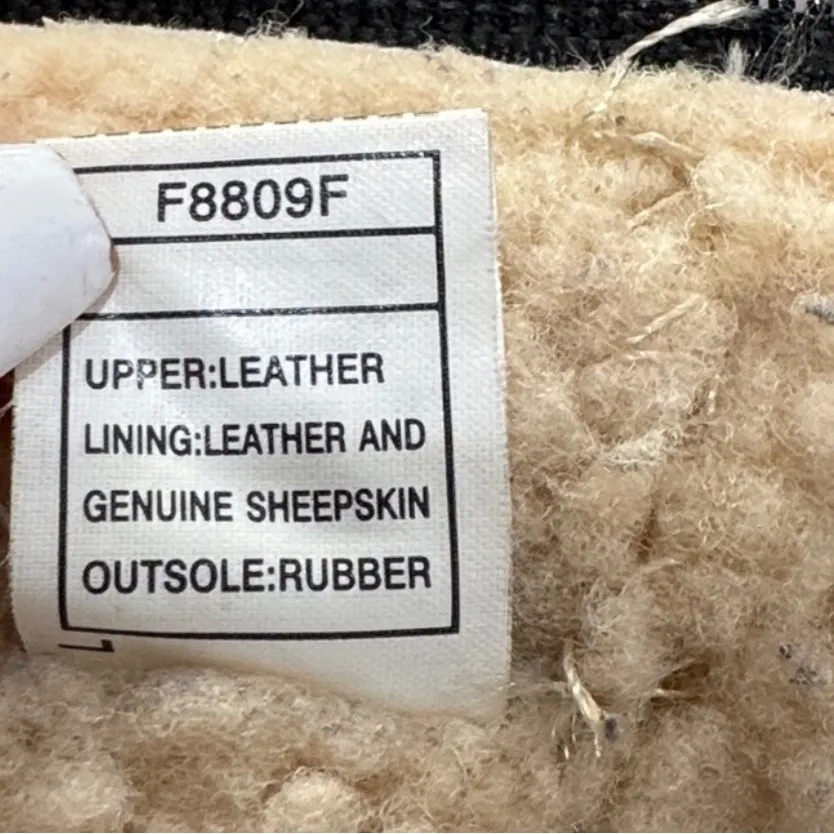 F8809F
UPPER:LEATHER
LINING:LEATHER AND
GENUINE SHEEPSKIN
OUTSOLE:RUBBER